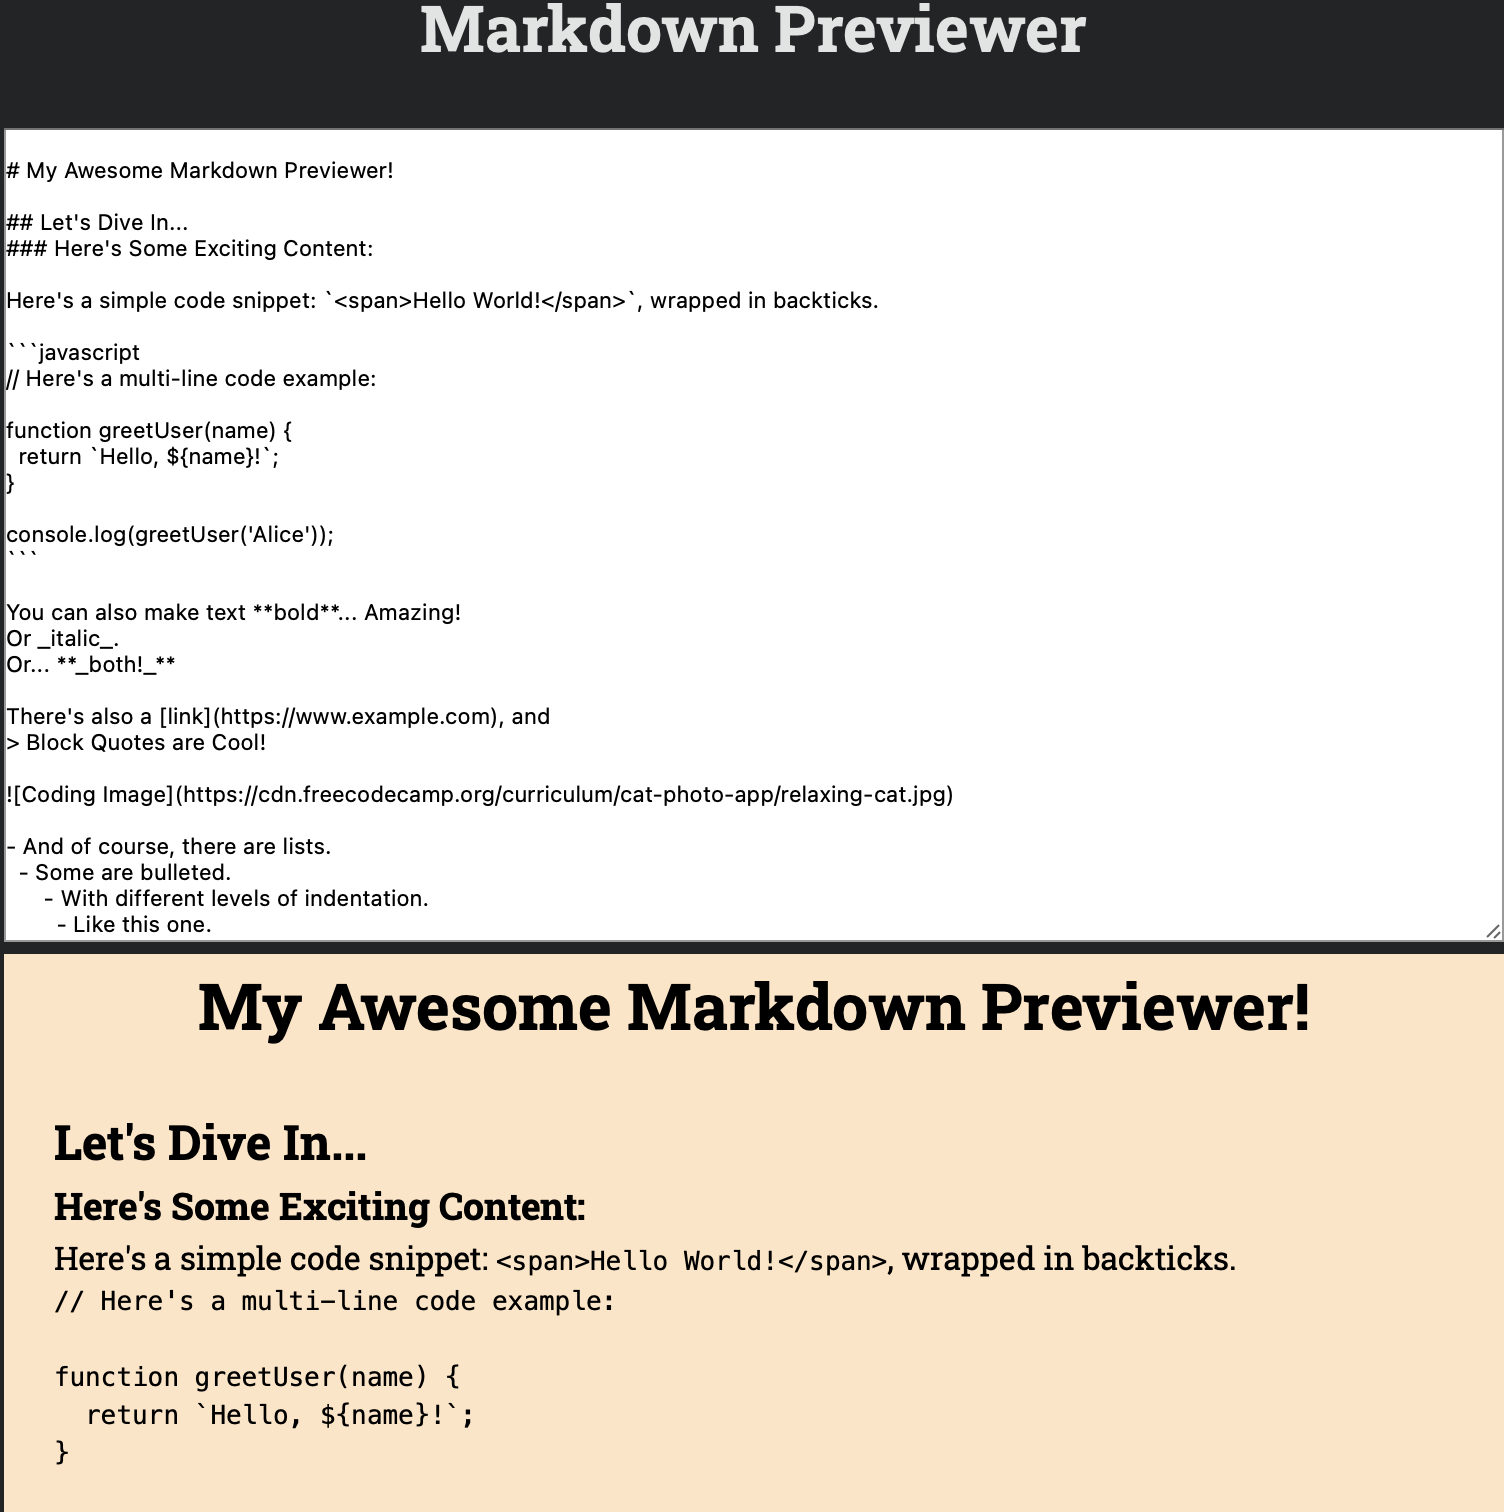 Markdown Previewer
# My Awesome Markdown Previewer!
## Let's Dive In...
### Here's Some Exciting Content:
Here's a simple code snippet: `<span>Hello World!</span>`, wrapped in backticks.
```javascript
// Here's a multi-line code example:
function greetUser(name) {
  return `Hello, ${name}!`;
}
console.log(greetUser('Alice'));
```
You can also make text **bold**... Amazing!
Or _italic_.
Or... **_both!_**
There's also a [link](https://www.example.com), and
> Block Quotes are Cool!
![Coding Image](https://cdn.freecodecamp.org/curriculum/cat-photo-app/relaxing-cat.jpg)
- And of course, there are lists.
  - Some are bulleted.
      - With different levels of indentation.
        - Like this one.
My Awesome Markdown Previewer!
Let's Dive In...
Here's Some Exciting Content:
Here's a simple code snippet: <span>Hello World!</span>, wrapped in backticks.
// Here's a multi-line code example:
function greetUser(name) {
  return `Hello, ${name}!`;
}